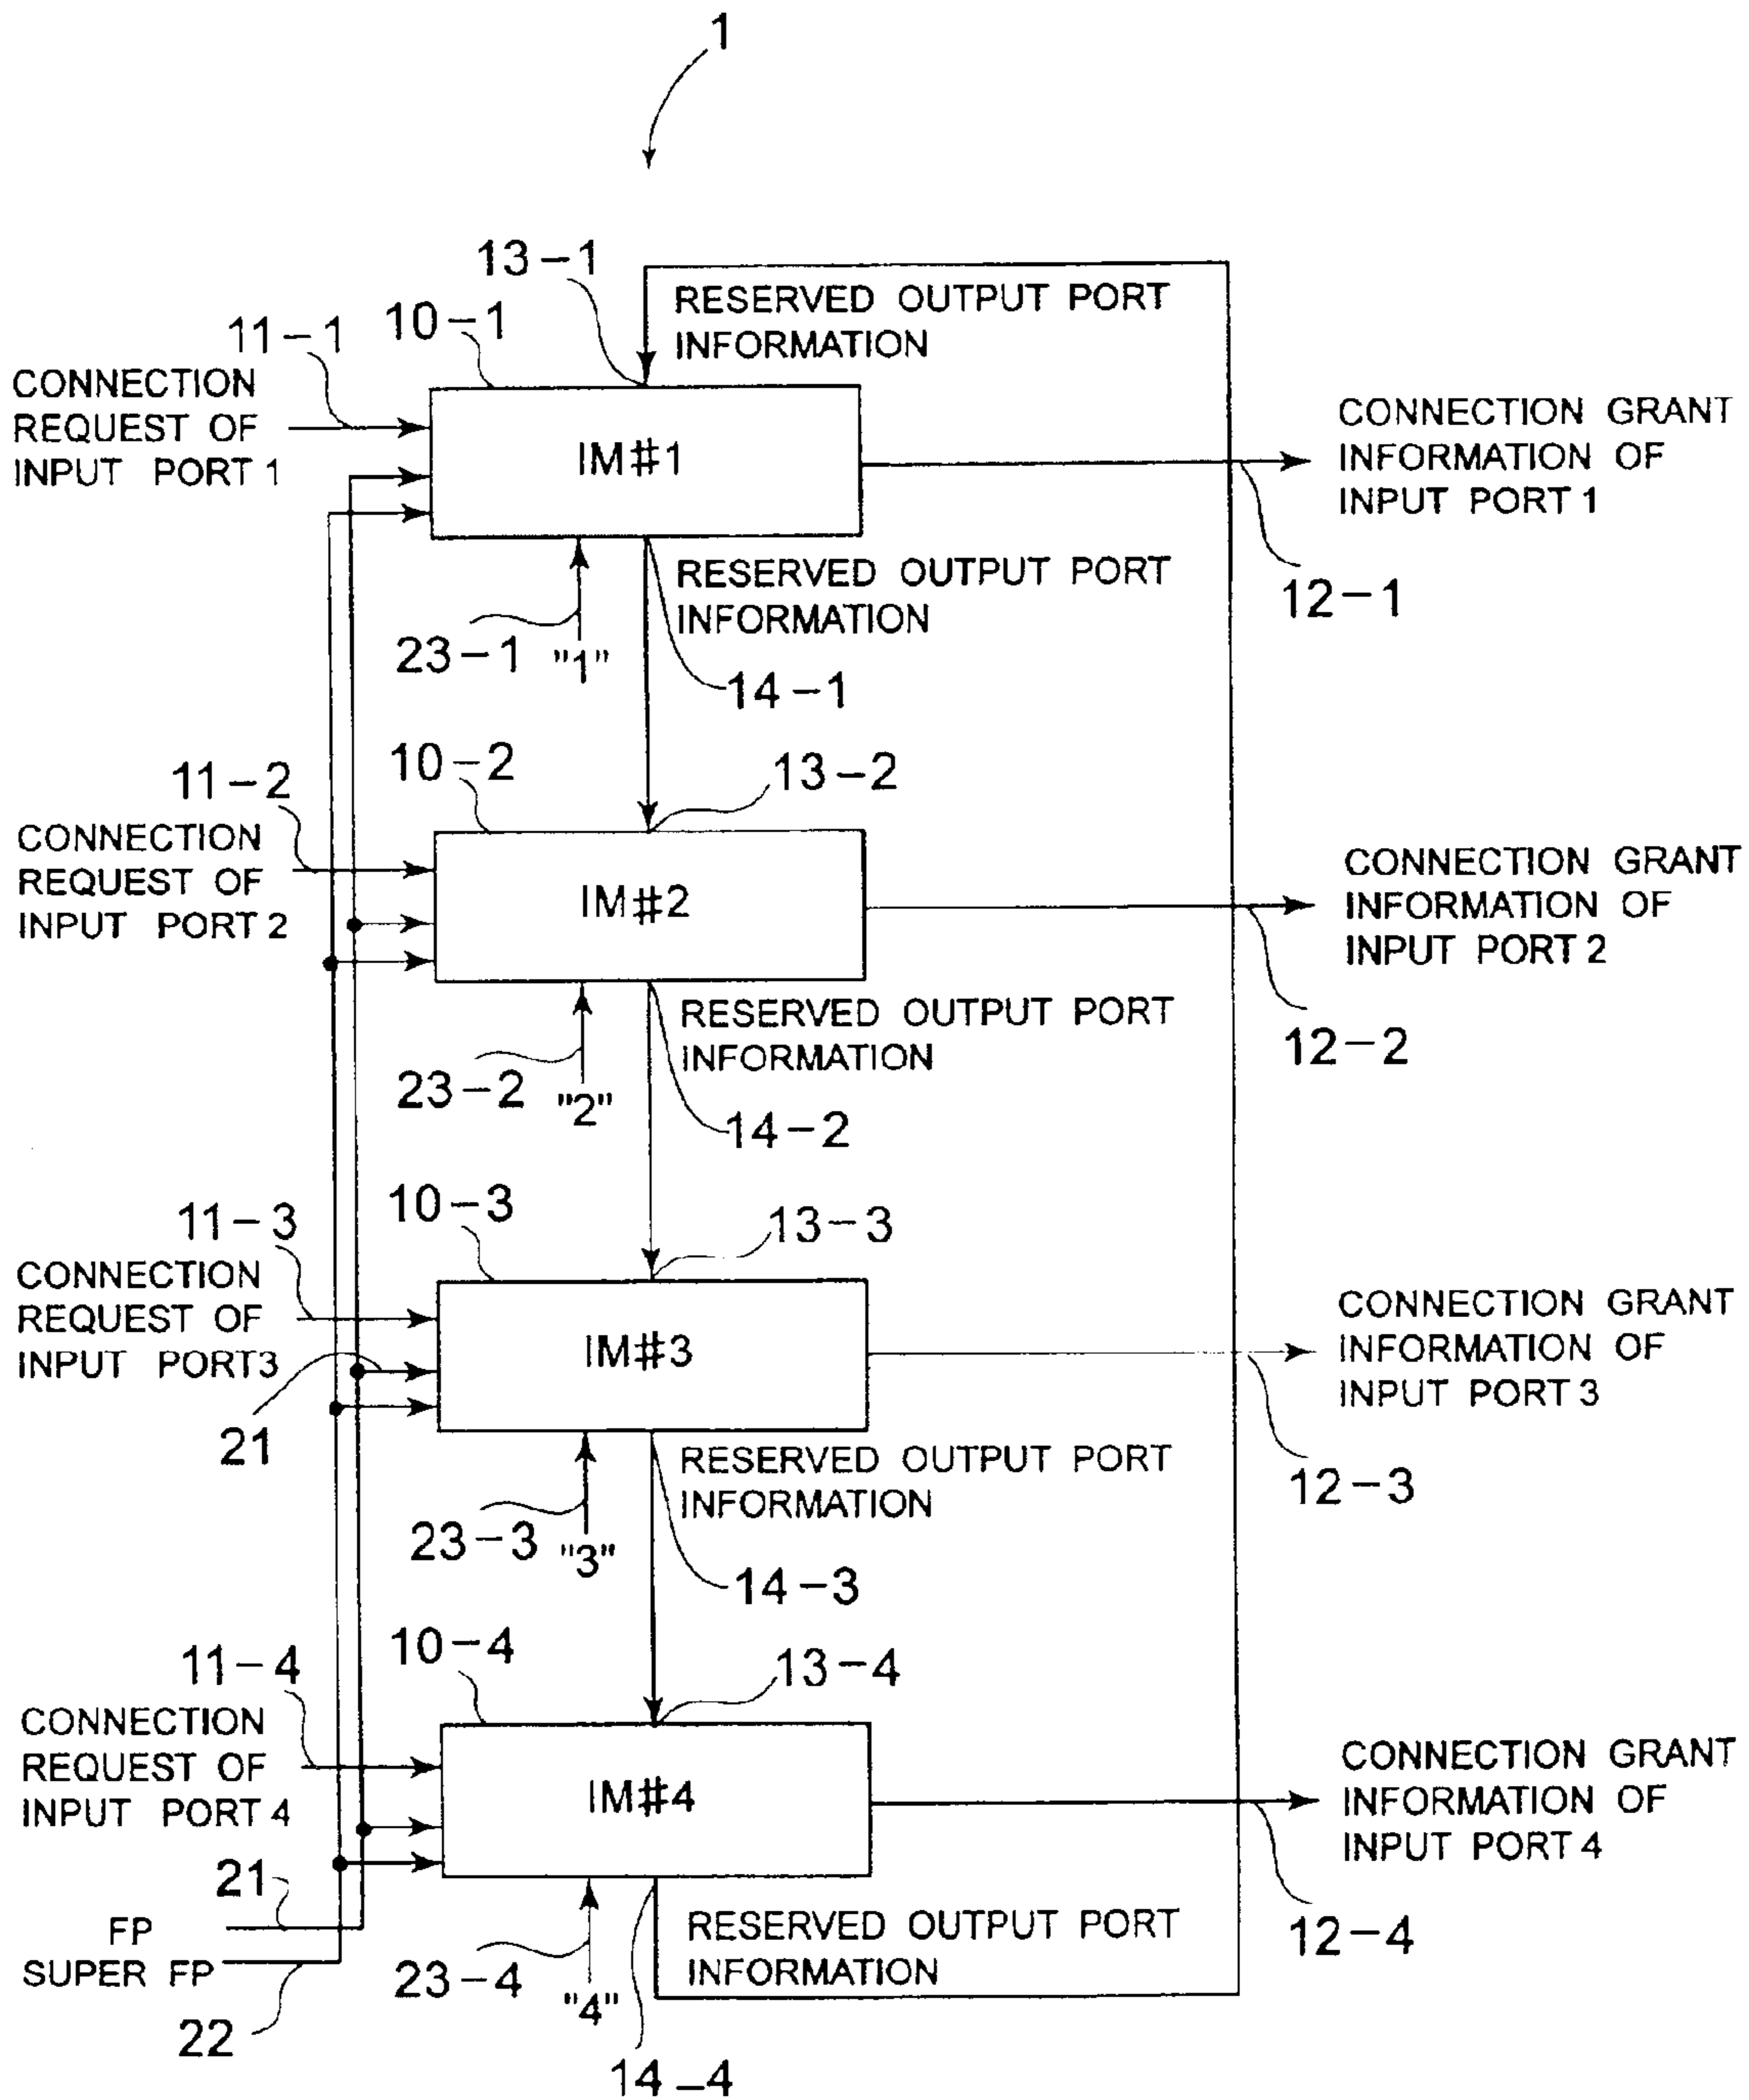 1
13-1
RESERVED OUTPUT PORT
INFORMATION
10-1
11-1
CONNECTION
REQUEST OF
INPUT PORT 1
IM#1
CONNECTION GRANT
INFORMATION OF
INPUT PORT 1
12-1
RESERVED OUTPUT PORT
INFORMATION
23-1
"1"
14-1
10-2
13-2
11-2
CONNECTION
REQUEST OF
INPUT PORT 2
IM#2
CONNECTION GRANT
INFORMATION OF
INPUT PORT 2
12-2
RESERVED OUTPUT PORT
INFORMATION
23-2
"2"
14-2
10-3
13-3
11-3
CONNECTION
REQUEST OF
INPUT PORT3
21
IM#3
CONNECTION GRANT
INFORMATION OF
INPUT PORT 3
12-3
RESERVED OUTPUT PORT
INFORMATION
23-3
"3"
14-3
10-4
13-4
11-4
CONNECTION
REQUEST OF
INPUT PORT 4
IM#4
CONNECTION GRANT
INFORMATION OF
INPUT PORT 4
12-4
21
FP
SUPER FP
22
RESERVED OUTPUT PORT
INFORMATION
23-4
"4"
14-4